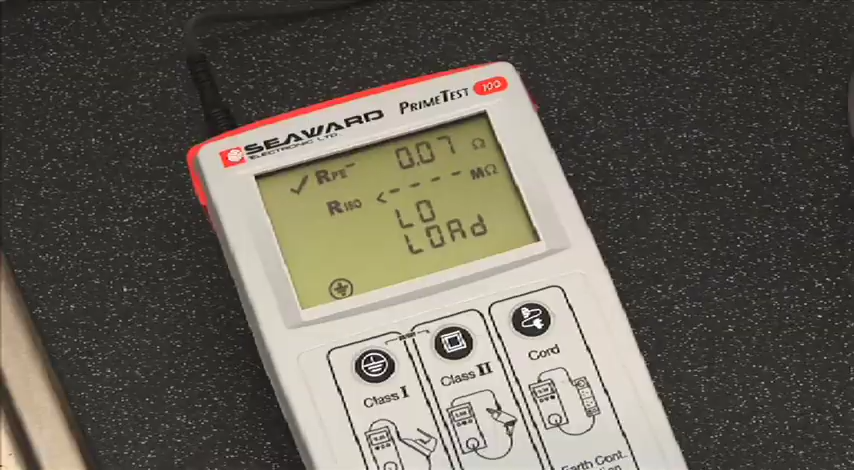 SEAWARD PRIMETEST 100
ELECTRONIC LTD.
✓ RPE 0.07 Ω
RISO <----- MΩ
LO
LOAd
Class I Class II Cord
Earth Cont.